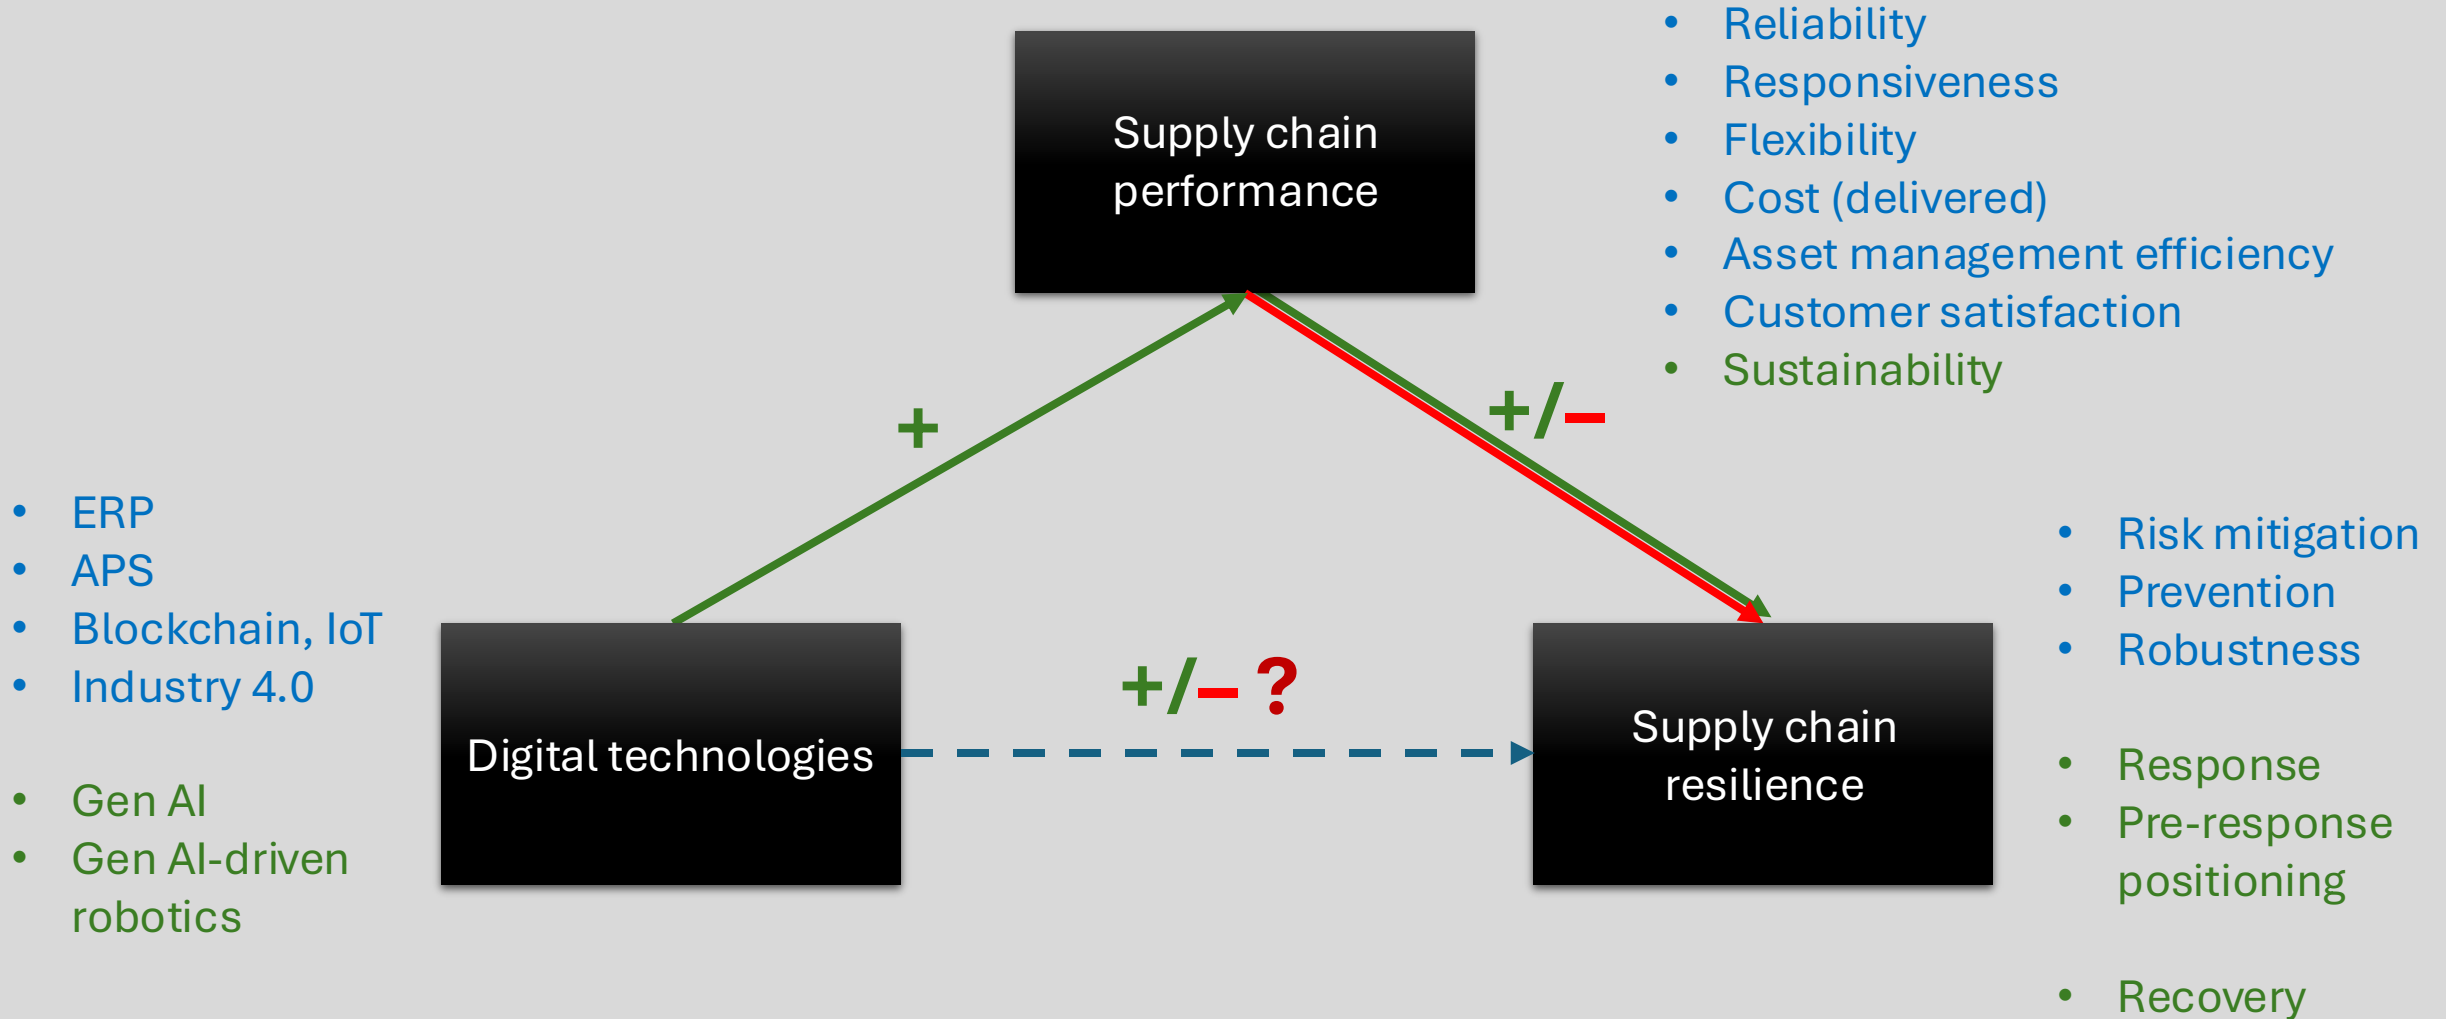 Supply chain
performance
• Reliability
• Responsiveness
• Flexibility
• Cost (delivered)
• Asset management efficiency
• Customer satisfaction
• Sustainability
+
+/–
• ERP
• APS
• Blockchain, IoT
• Industry 4.0
• Gen AI
• Gen AI-driven
robotics
Digital technologies
+/– ?
Supply chain
resilience
• Risk mitigation
• Prevention
• Robustness
• Response
• Pre-response
positioning
• Recovery